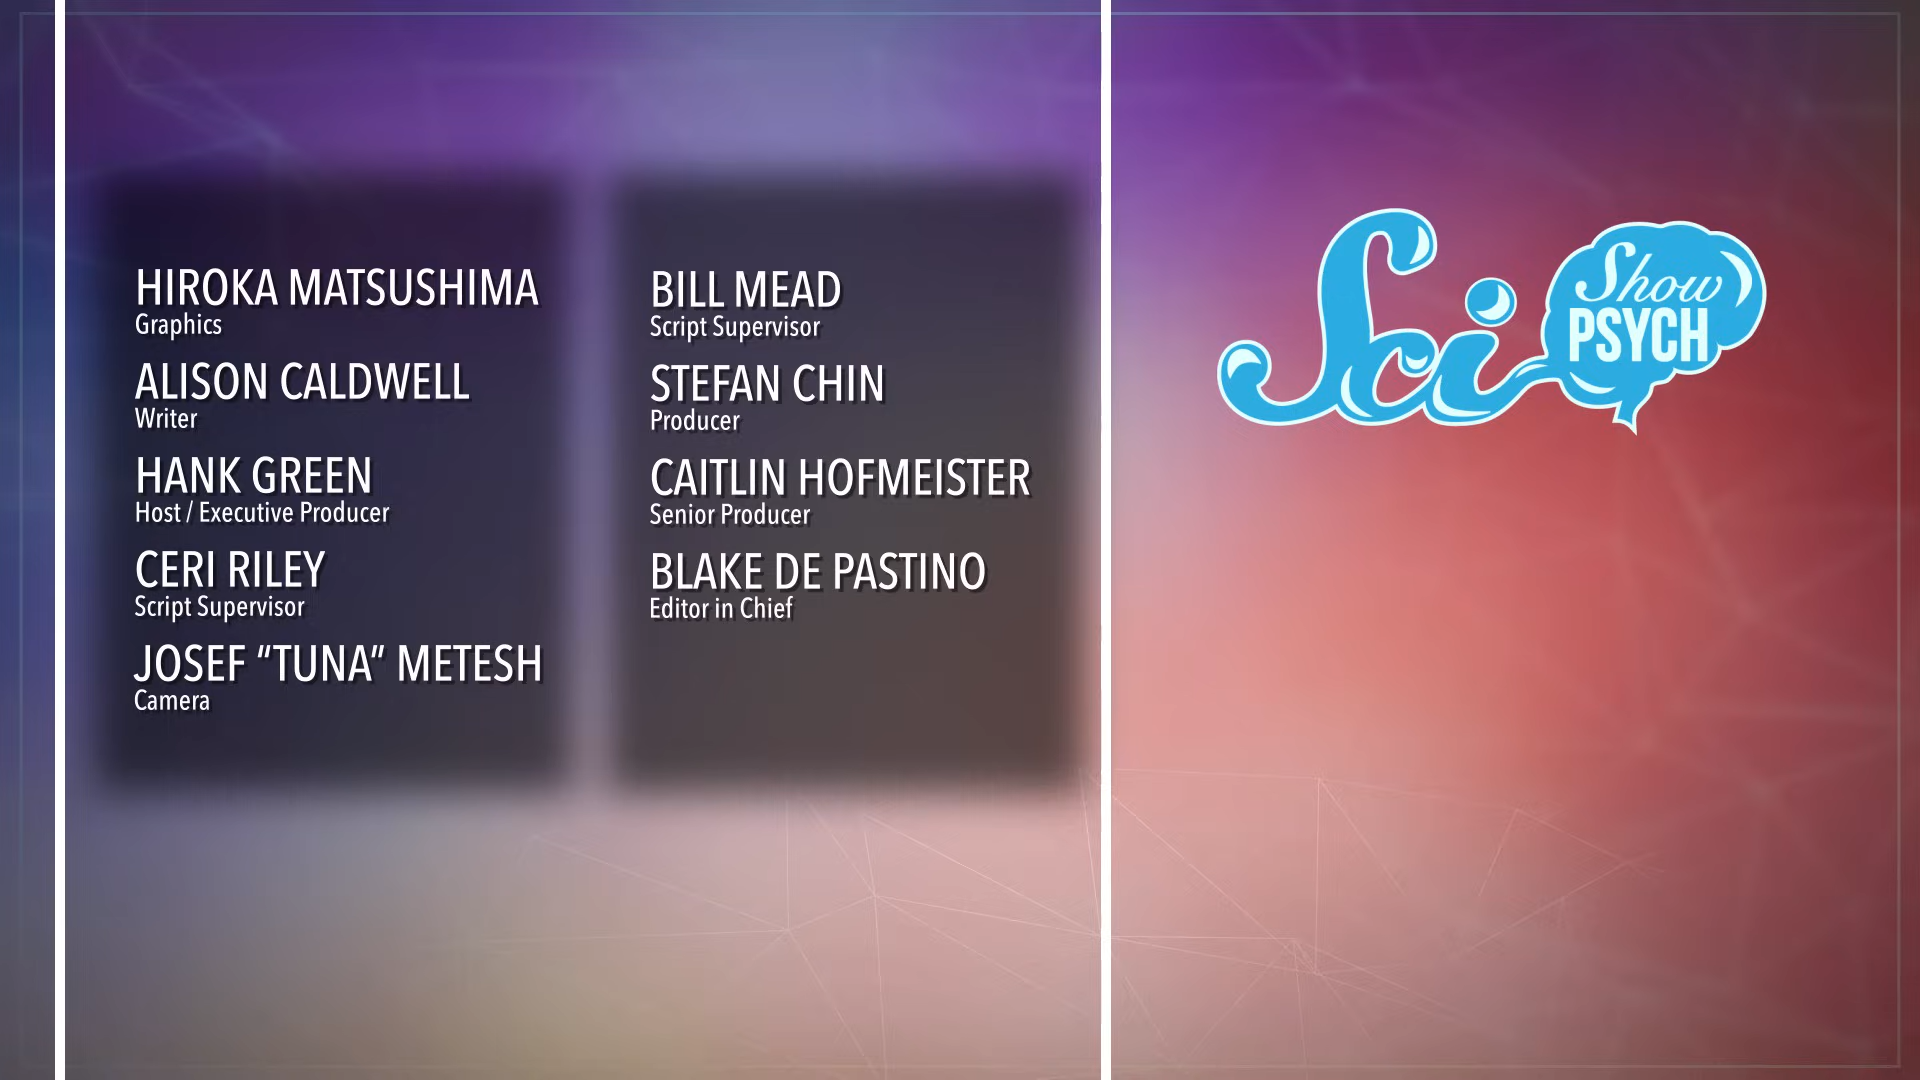 HIROKA MATSUSHIMA
Graphics
ALISON CALDWELL
Writer
HANK GREEN
Host / Executive Producer
CERI RILEY
Script Supervisor
JOSEF “TUNA” METESH
Camera
BILL MEAD
Script Supervisor
STEFAN CHIN
Producer
CAITLIN HOFMEISTER
Senior Producer
BLAKE DE PASTINO
Editor in Chief
Sci Show
PSYCH